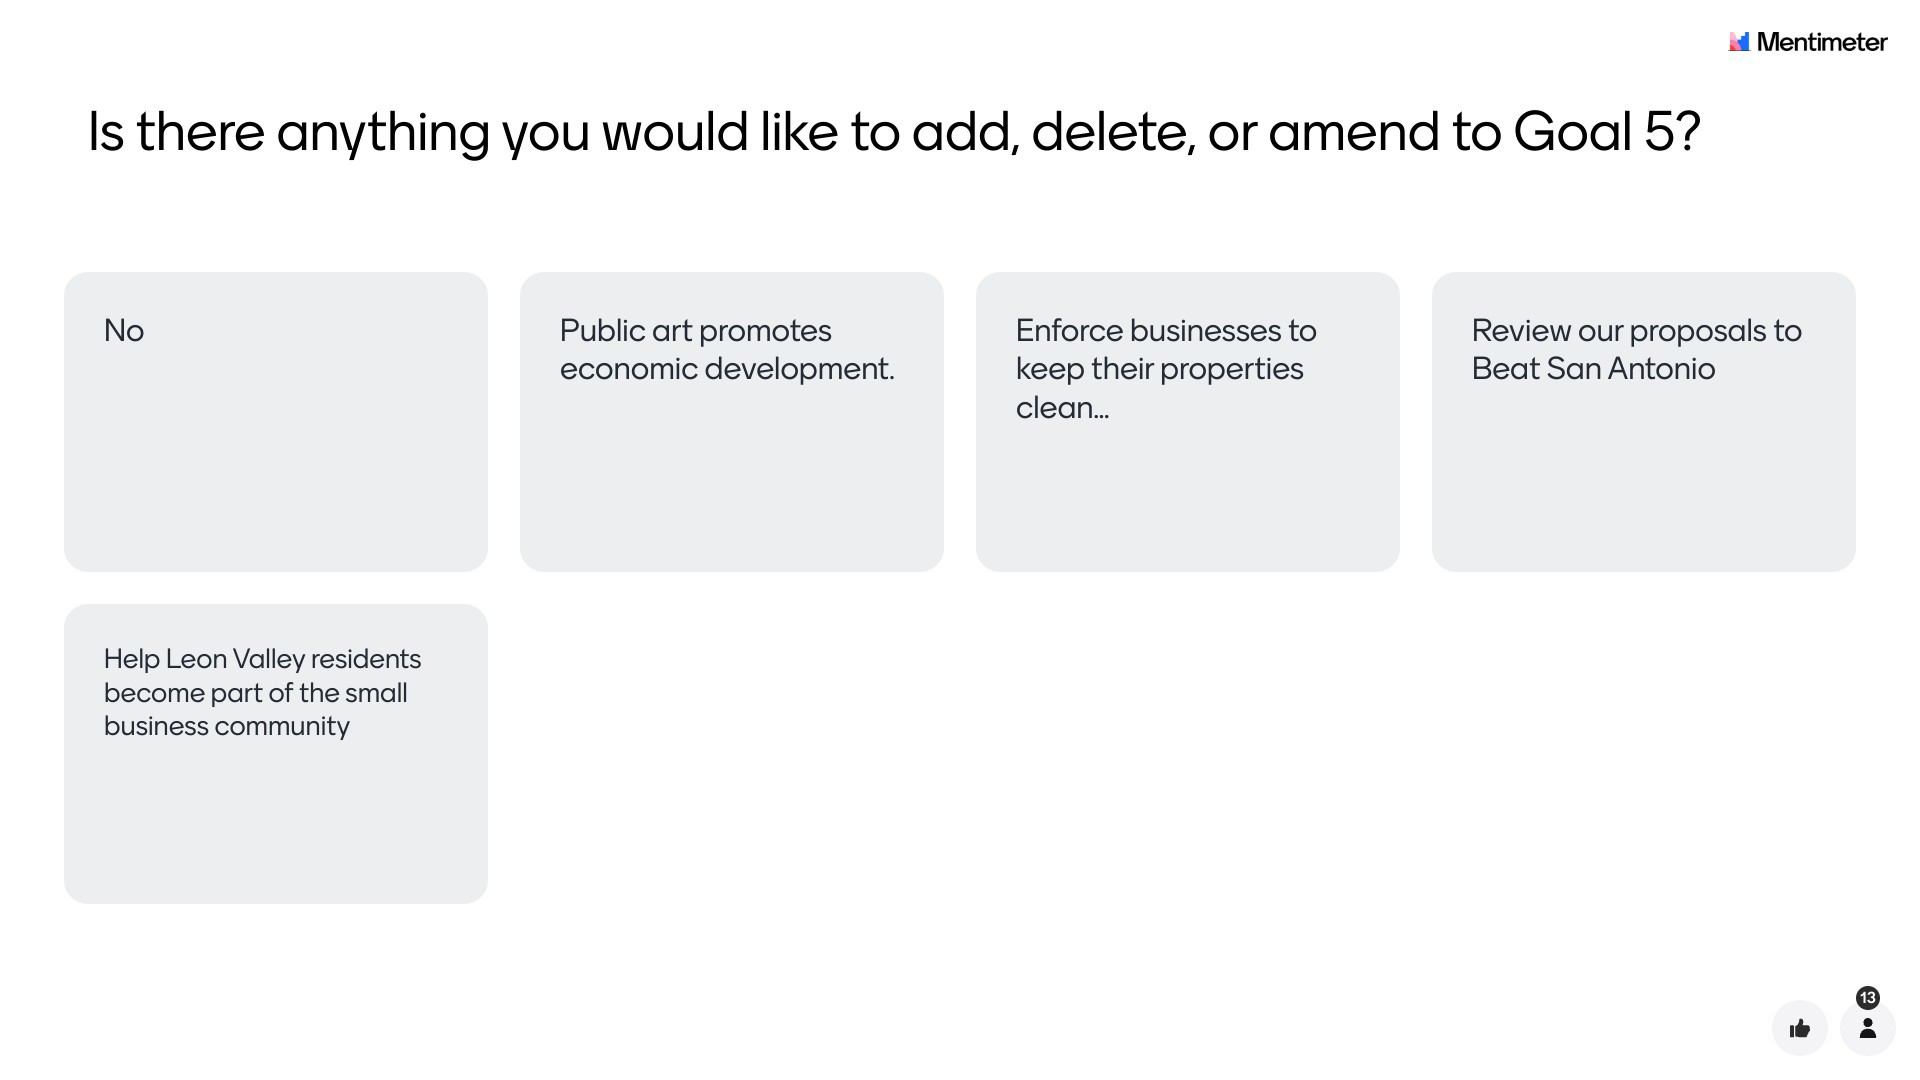 Mentimeter
Is there anything you would like to add, delete, or amend to Goal 5?
No
Public art promotes
economic development.
Enforce businesses to
keep their properties
clean...
Review our proposals to
Beat San Antonio
Help Leon Valley residents
become part of the small
business community
13